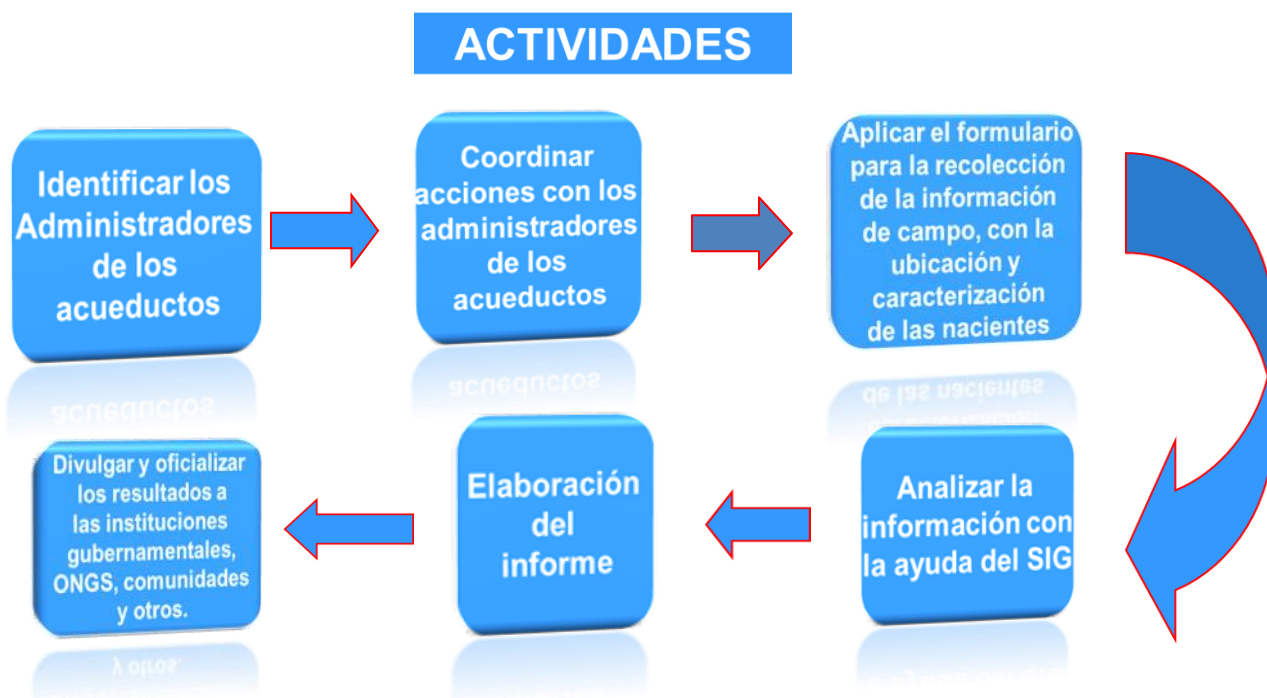 ACTIVIDADES
Identificar los
Administradores
de los
acueductos
Coordinar
acciones con los
administradores
de los
acueductos
Aplicar el formulario
para la recolección
de la información
de campo, con la
ubicación y
caracterización
de las nacientes
Analizar la
información con
la ayuda del SIG
Elaboración
del
informe
Divulgar y oficializar
los resultados a
las instituciones
gubernamentales,
ONGS, comunidades
y otros.